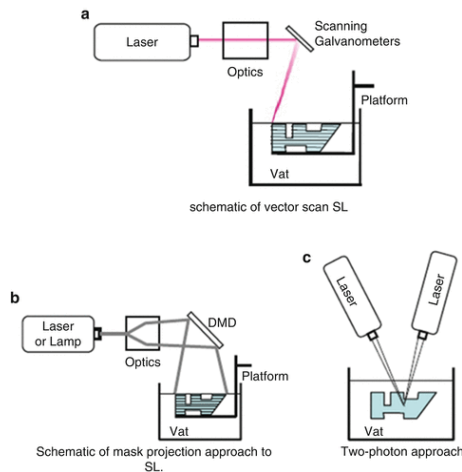 a
Laser
Optics
Scanning
Galvanometers
Platform
Vat
schematic of vector scan SL
b
Laser
or Lamp
Optics
DMD
Platform
Vat
Schematic of mask projection approach to
SL.
c
Laser
Laser
Vat
Two-photon approach